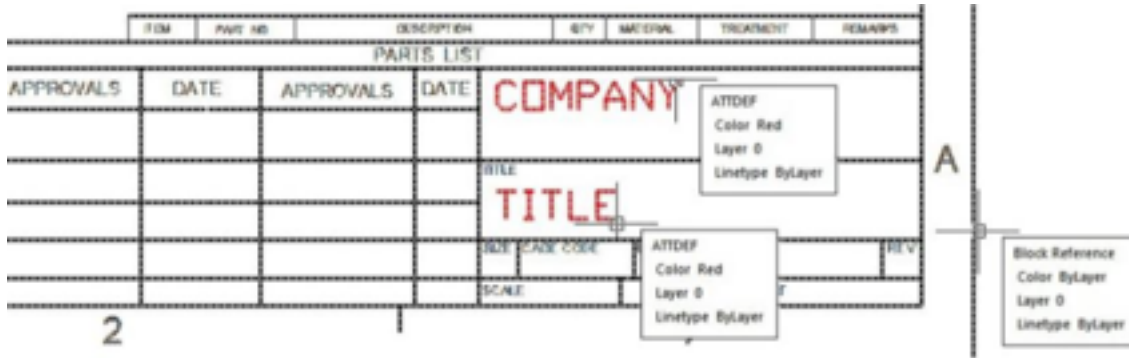 ITEM PART NO DESCRIPTION QTY MATERIAL TREATMENT REMARKS
PARTS LIST
APPROVALS DATE APPROVALS DATE
COMPANY
ATTDEF
Color Red
Layer 0
Linetype ByLayer
A
TITLE
TITLE
ATTDEF
Color Red
Layer 0
Linetype ByLayer
SIZE CAGE CODE REV
SCALE
Block Reference
Color ByLayer
Layer 0
Linetype ByLayer
2